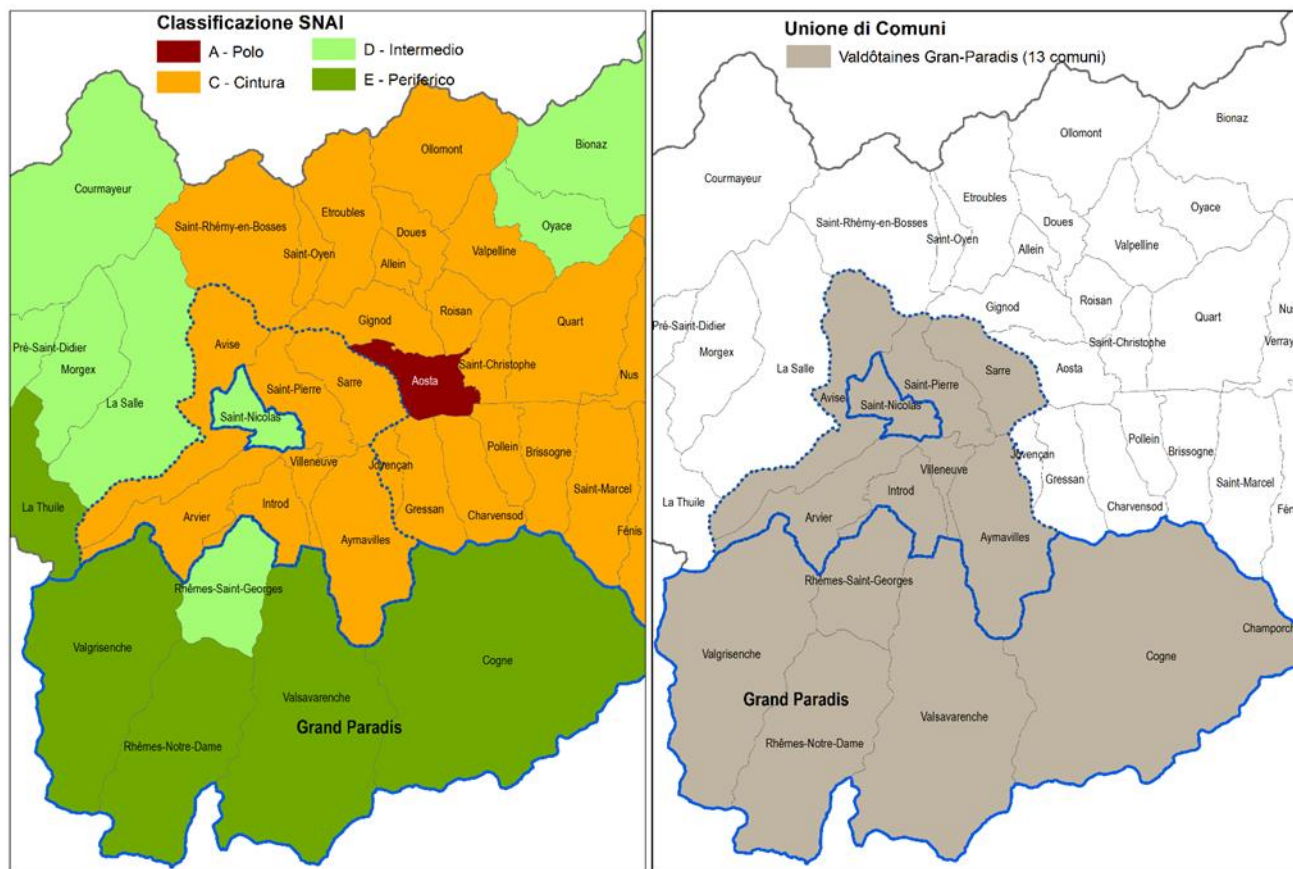 Classificazione SNAI
A - Polo
D - Intermedio
C - Cintura
E - Periferico
Ollomont
Bionaz
Courmayeur
Etroubles
Saint-Rhémy-en-Bosses
Doues
Oyace
Saint-Oyen
Valpelline
Allein
Roisan
Gignod
Quart
Avise
Pré-Saint-Didier
Saint-Christophe
Morgex
Saint-Pierre
Sarre
Aosta
Nus
La Salle
Saint-Nicolas
Pollein
Brissogne
Villeneuve
Jovençan
Saint-Marcel
Introd
La Thuile
Arvier
Gressan
Charvensod
Fénis
Aymavilles
Rhêmes-Saint-Georges
Valgrisenche
Cogne
Valsavarenche
Grand Paradis
Rhêmes-Notre-Dame
Unione di Comuni
Valdôtaines Gran-Paradis (13 comuni)
Bionaz
Ollomont
Courmayeur
Etroubles
Oyace
Saint-Rhémy-en-Bosses
Doues
Saint-Oyen
Valpelline
Allein
Roisan
Gignod
Nus
Quart
Pré-Saint-Didier
Saint-Christophe
Verray
Morgex
Sarre
La Salle
Saint-Pierre
Aosta
Avise
Saint-Nicolas
Pollein
Brissogne
Jovençan
Villeneuve
Gressan
Saint-Marcel
Introd
La Thuile
Charvensod
Arvier
Fénis
Aymavilles
Rhêmes-Saint-Georges
Champorch
Cogne
Valgrisenche
Grand Paradis
Valsavarenche
Rhêmes-Notre-Dame